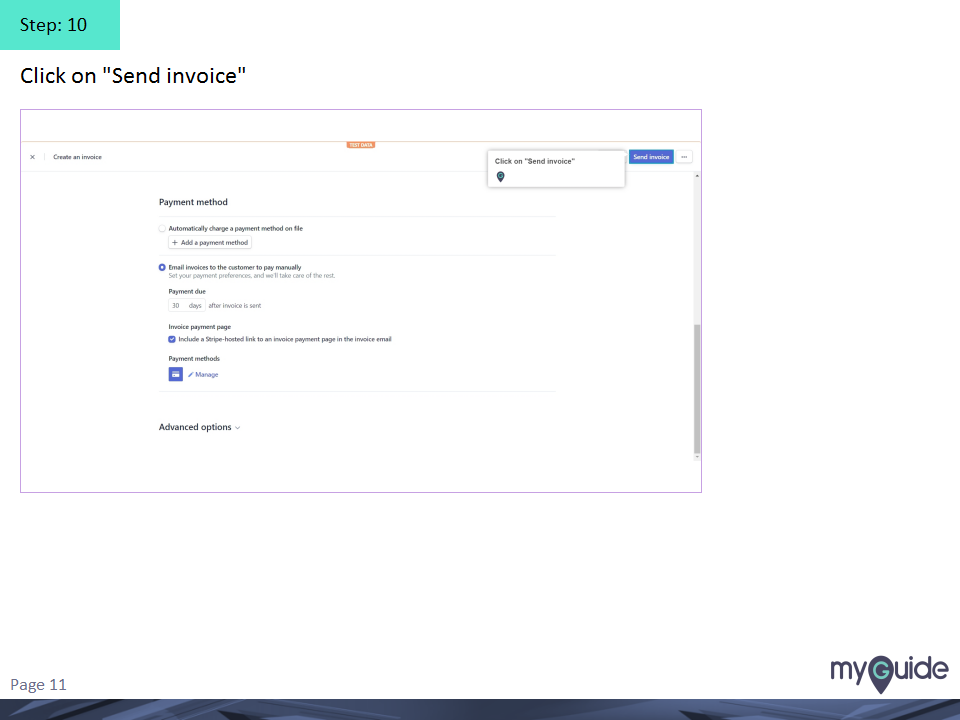 Step: 10
Click on "Send invoice"
TEST DATA
Create an invoice
Click on "Send invoice"
Send invoice
Payment method
Automatically charge a payment method on file
+ Add a payment method
Email invoices to the customer to pay manually
Set your payment preferences, and we'll take care of the rest.
Payment due
30 days after invoice is sent
Invoice payment page
Include a Stripe-hosted link to an invoice payment page in the invoice email
Payment methods
Manage
Advanced options
myGuide
Page 11